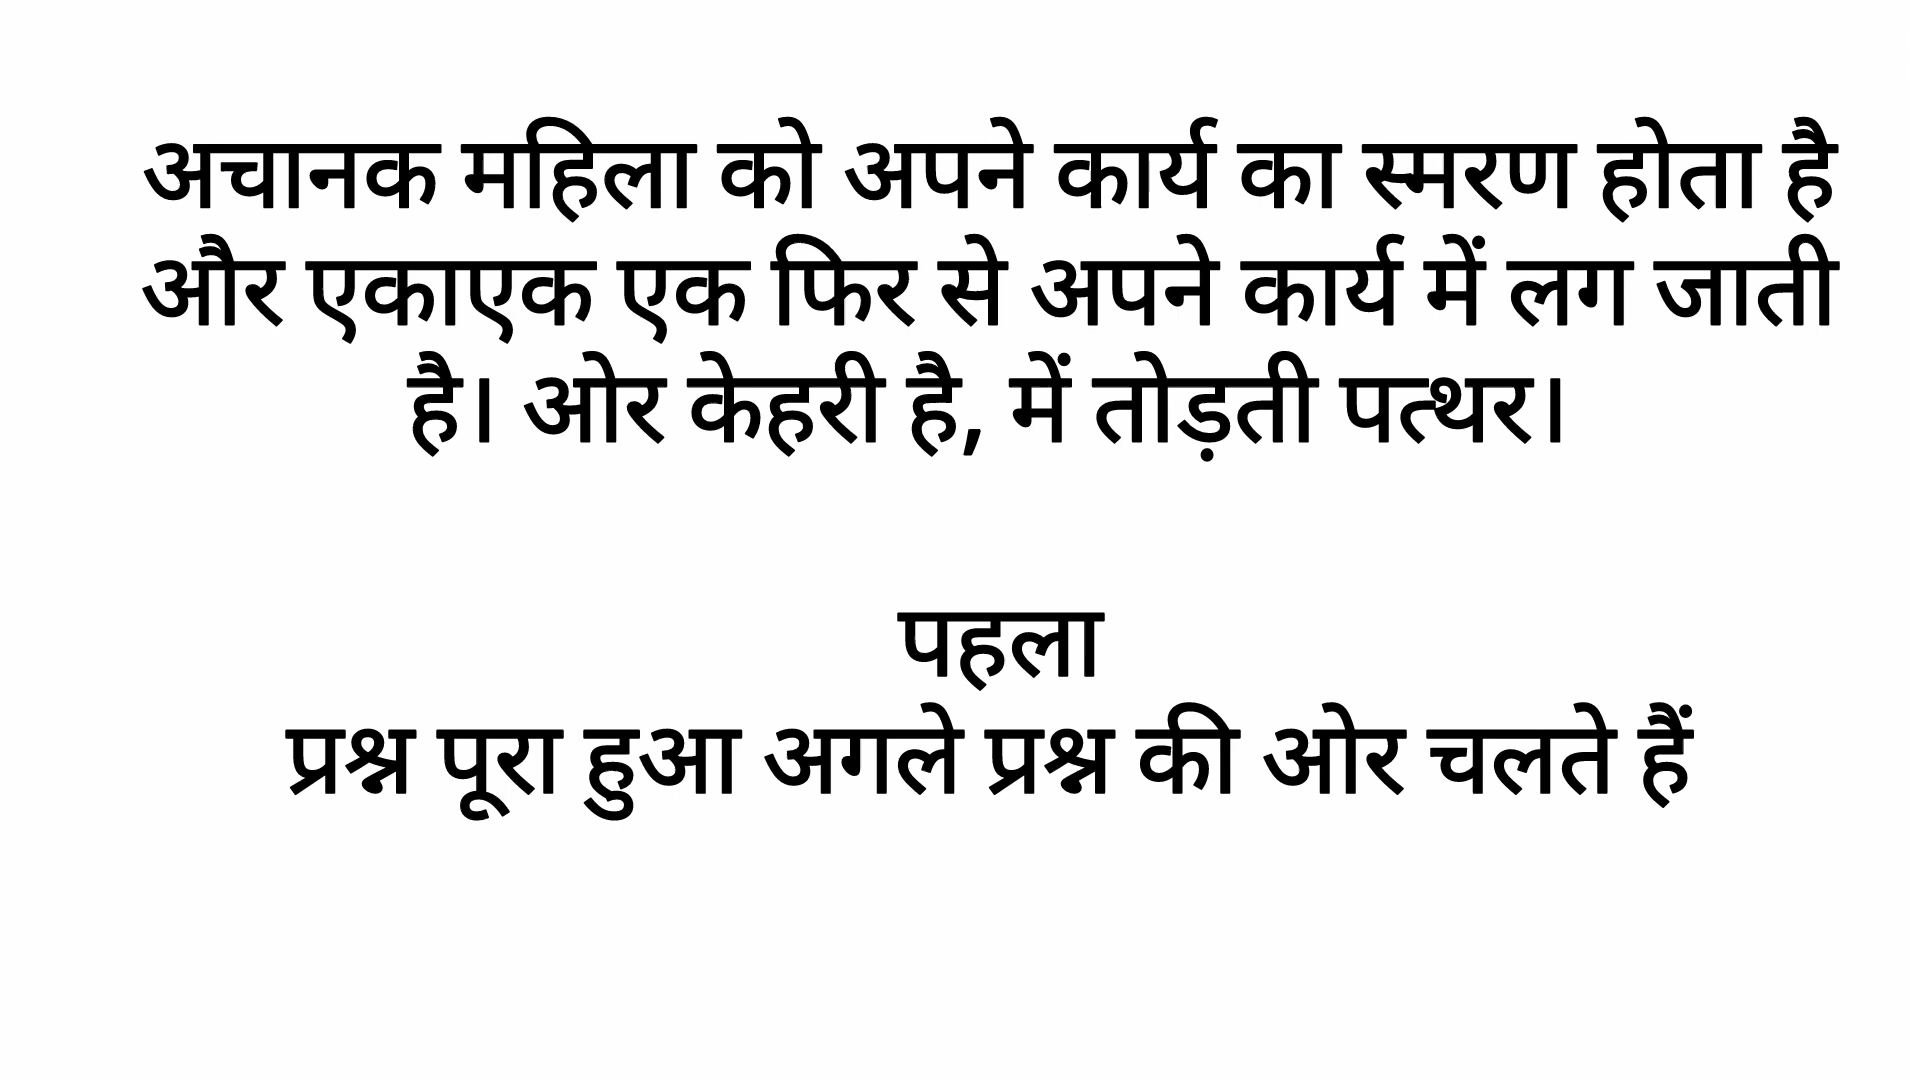 अचानक महिला को अपने कार्य का स्मरण होता है
और एकाएक एक फिर से अपने कार्य में लग जाती
है। ओर केहरी है, में तोड़ती पत्थर।
पहला
प्रश्न पूरा हुआ अगले प्रश्न की ओर चलते हैं